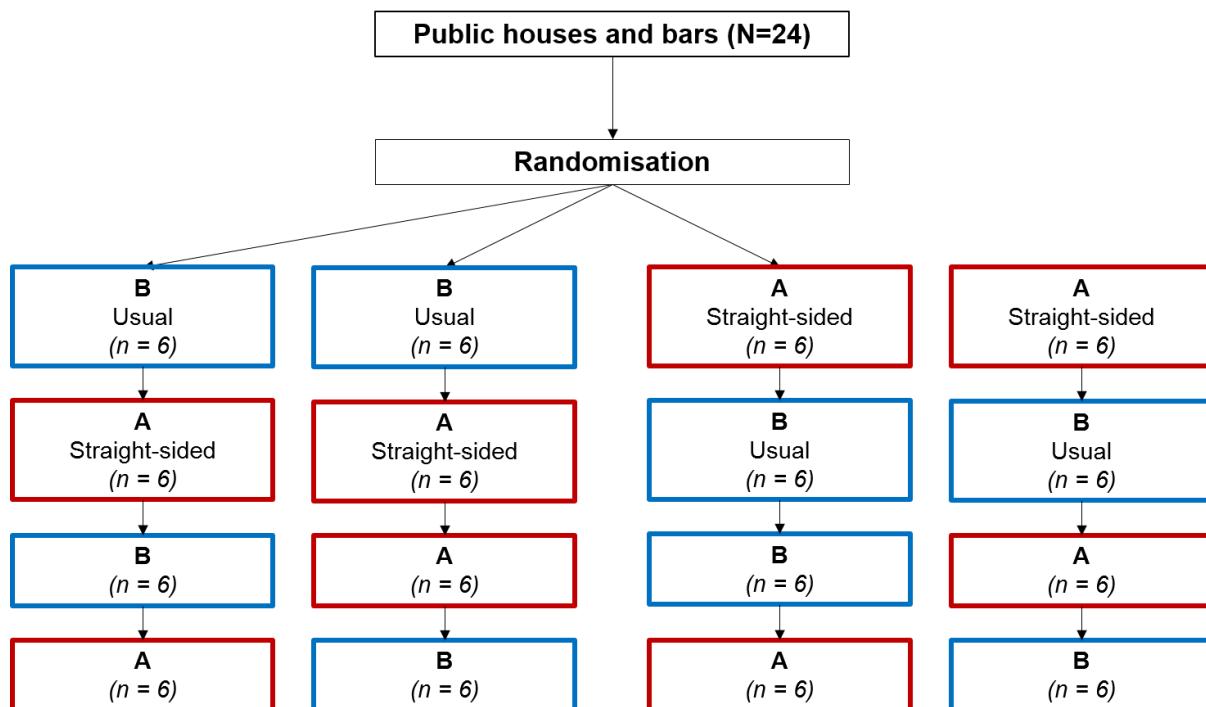 Public houses and bars (N=24)
Randomisation
B
Usual
(n = 6)
B
Usual
(n = 6)
A
Straight-sided
(n = 6)
A
Straight-sided
(n = 6)
A
Straight-sided
(n = 6)
A
Straight-sided
(n = 6)
B
Usual
(n = 6)
B
Usual
(n = 6)
B
(n = 6)
A
(n = 6)
B
(n = 6)
A
(n = 6)
A
(n = 6)
B
(n = 6)
A
(n = 6)
B
(n = 6)